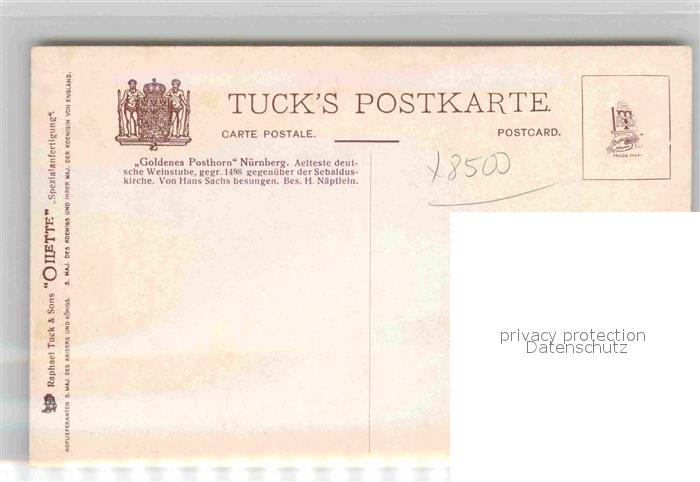 TUCK'S POSTKARTE.
CARTE POSTALE.
POSTCARD.
„Goldenes Posthorn" Nürnberg. Aelteste deut-
sche Weinstube, gegr. 1498 gegenüber der Sebaldus-
kirche. Von Hans Sachs besungen. Bes. H. Näptlein.
TRADE MARK
x8500
Raphael Tuck & Sons "OILETTE" „Spezialanfertigung".
HOFLIEFERANTEN S. MAJ. DES KAISERS UND KÖNIGS. S. MAJ. DES KOENIGS UND IHRER MAJ. DER KOENIGIN VON ENGLAND.
privacy protection
Datenschutz